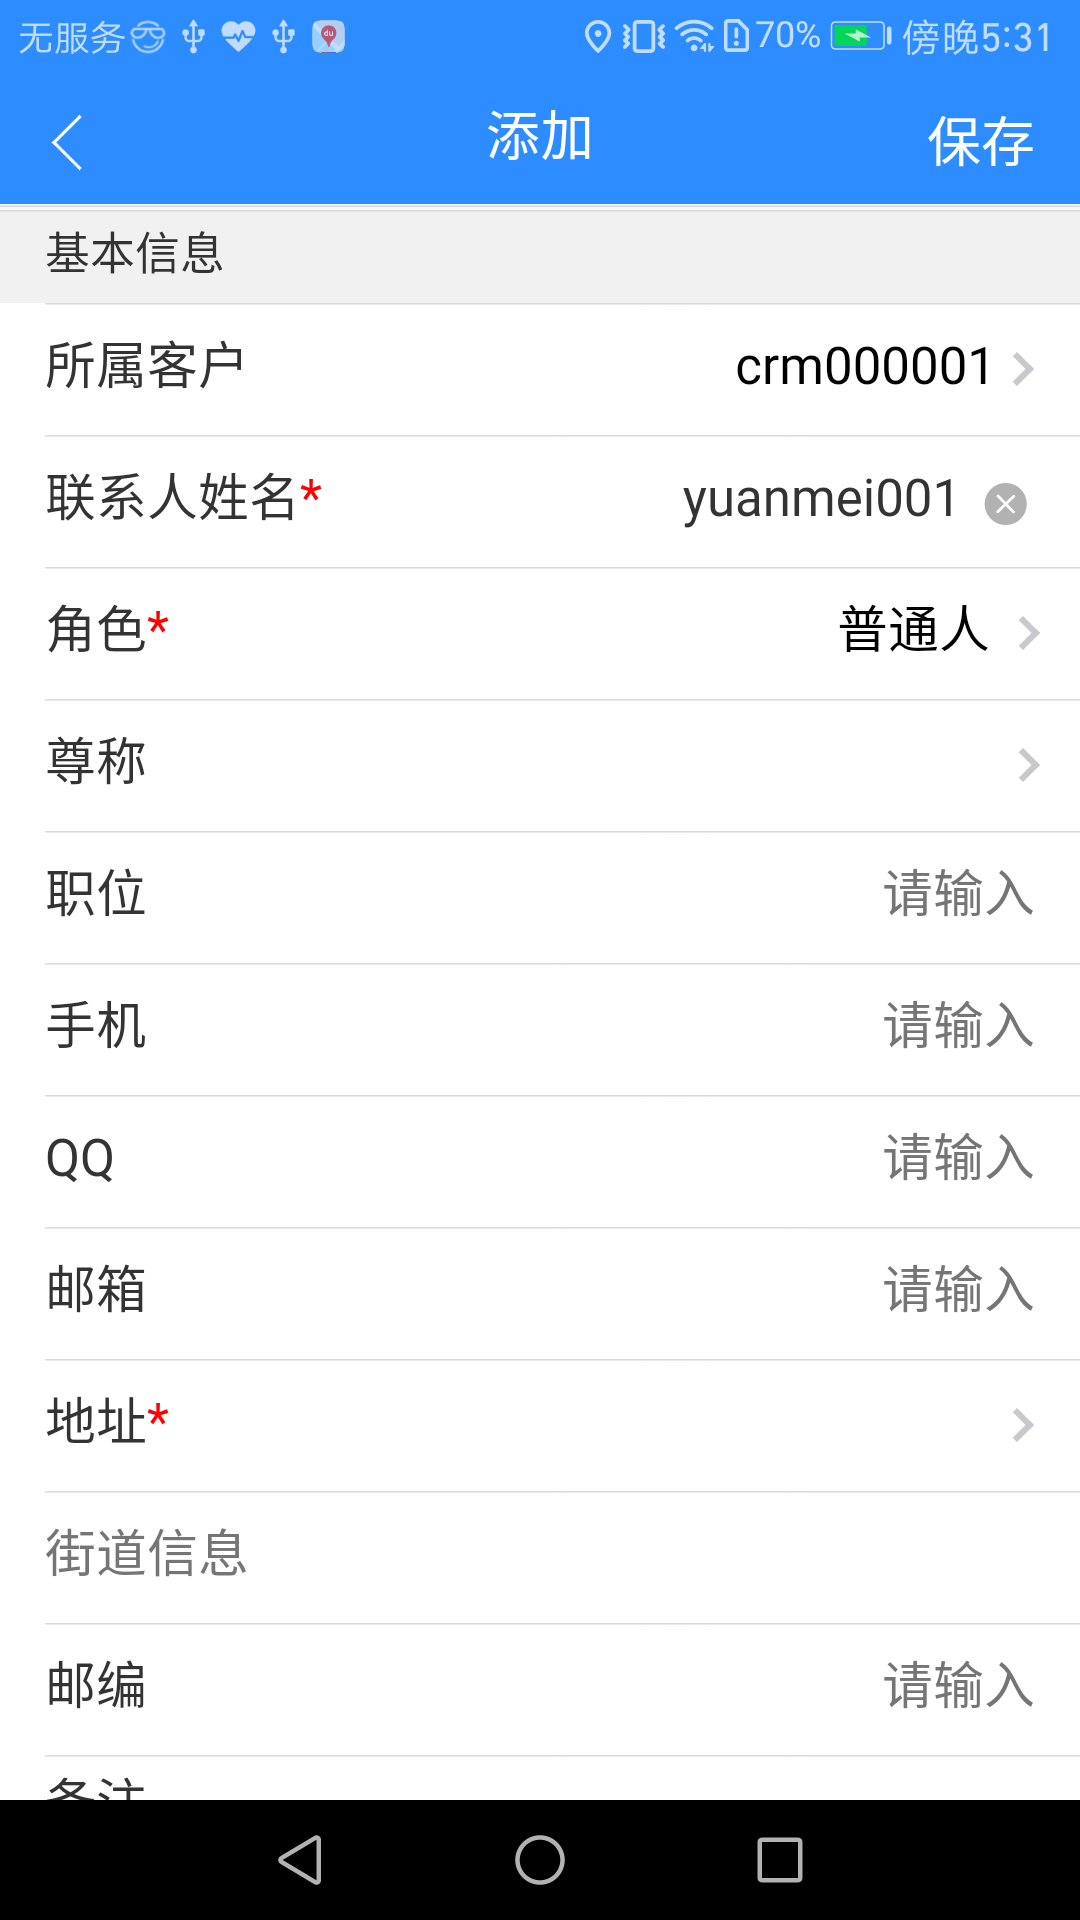 无服务 70% 傍晚5:31
添加 保存
基本信息
所属客户 crm000001
联系人姓名* yuanmei001
角色* 普通人
尊称
职位 请输入
手机 请输入
QQ 请输入
邮箱 请输入
地址*
街道信息
邮编 请输入
备注